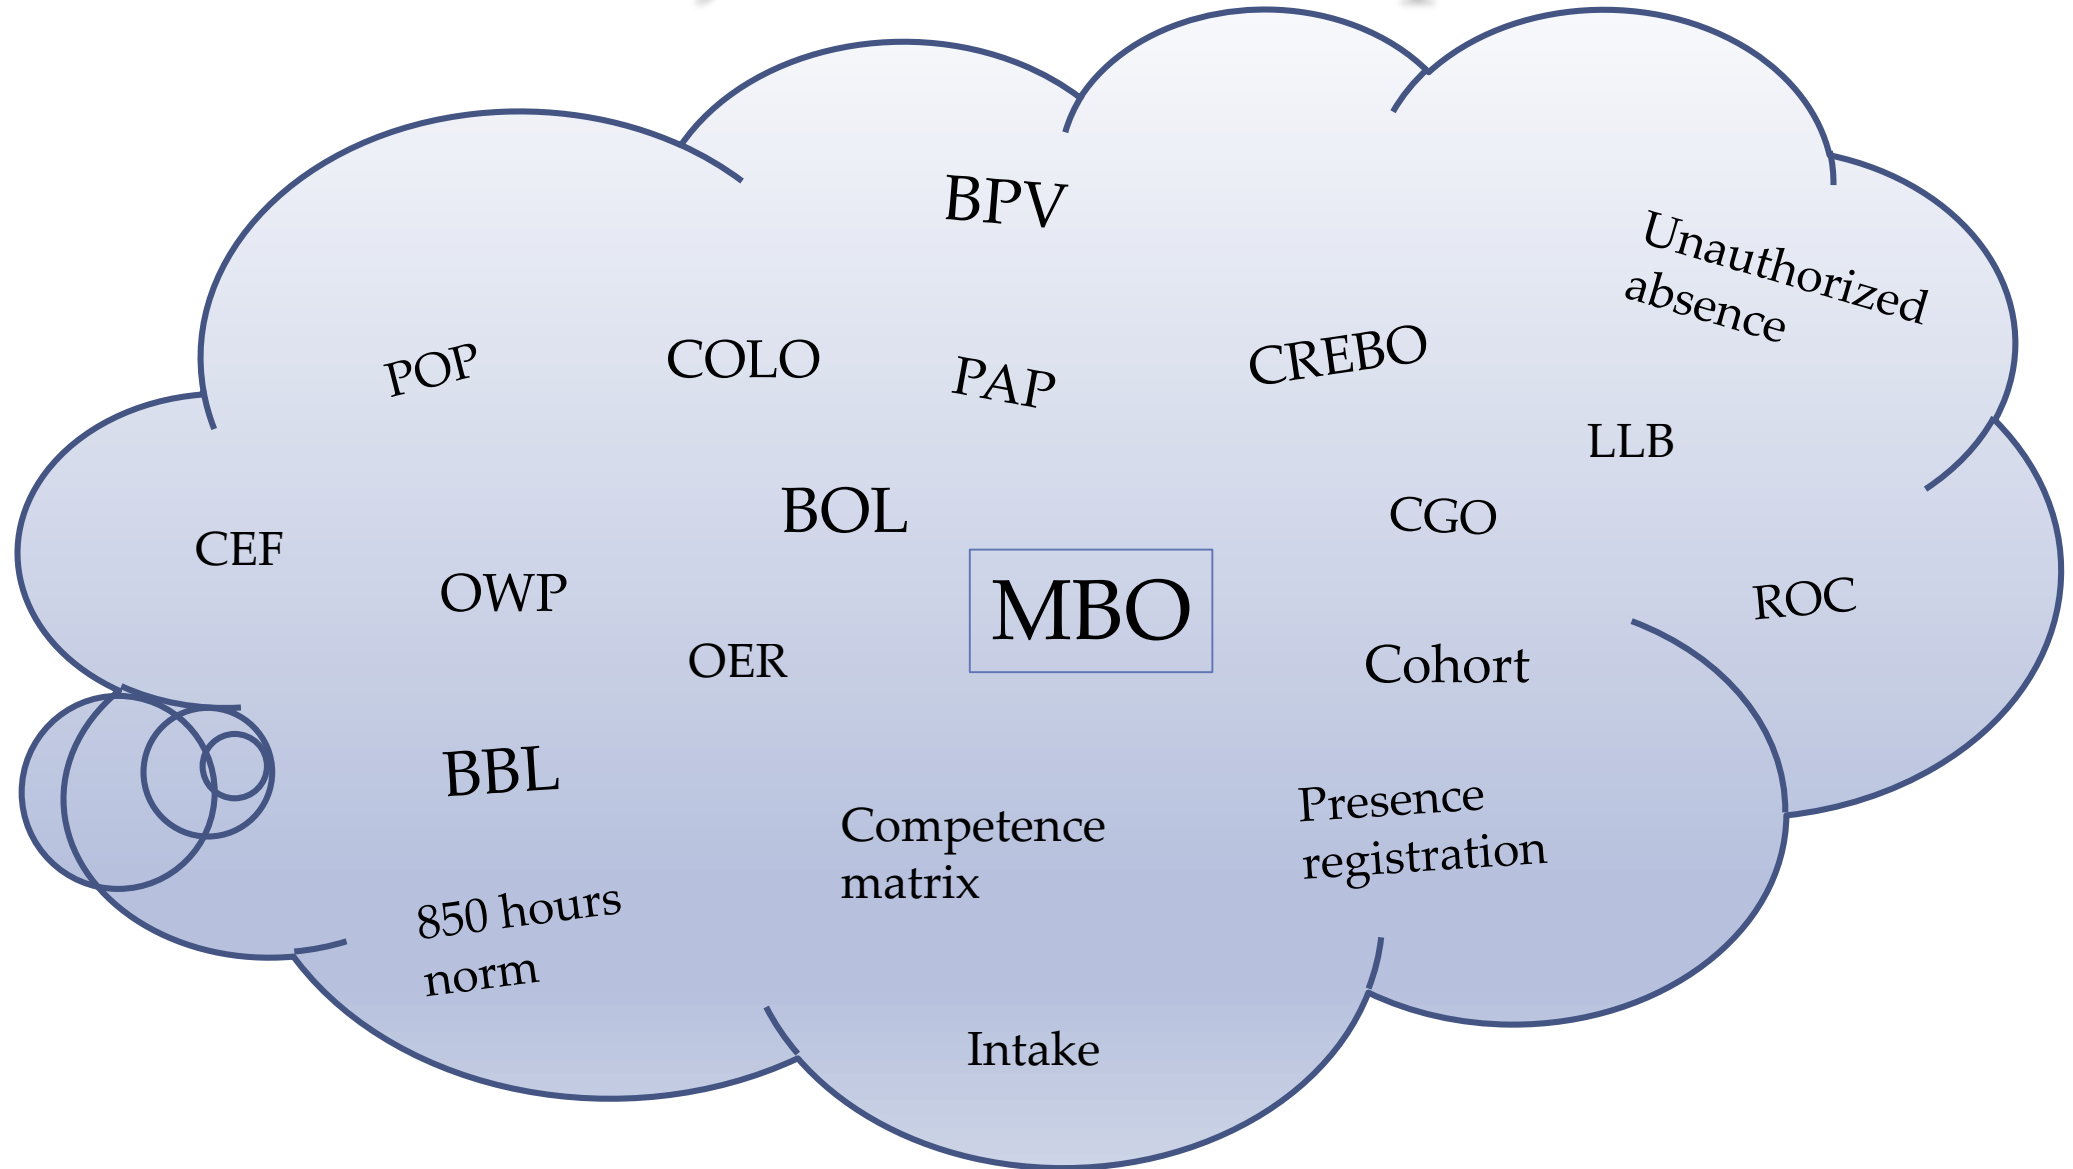 BPV
Unauthorized
absence
POP
COLO
PAP
CREBO
LLB
BOL
CGO
CEF
OWP
MBO
ROC
OER
Cohort
BBL
Competence
matrix
Presence
registration
850 hours
norm
Intake